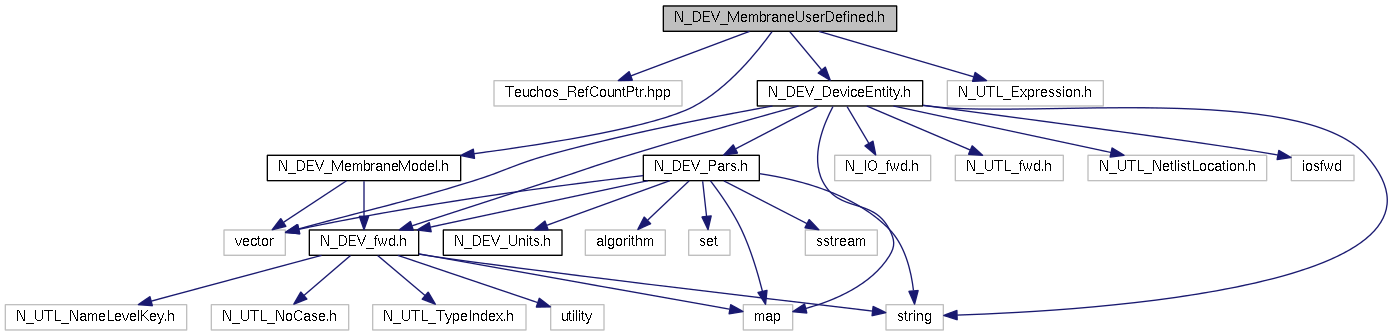 N_DEV_MembraneUserDefined.h
Teuchos_RefCountPtr.hpp
N_DEV_DeviceEntity.h
N_UTL_Expression.h
N_DEV_MembraneModel.h
N_DEV_Pars.h
N_IO_fwd.h
N_UTL_fwd.h
N_UTL_NetlistLocation.h
iosfwd
vector
N_DEV_fwd.h
N_DEV_Units.h
algorithm
set
sstream
N_UTL_NameLevelKey.h
N_UTL_NoCase.h
N_UTL_TypeIndex.h
utility
map
string